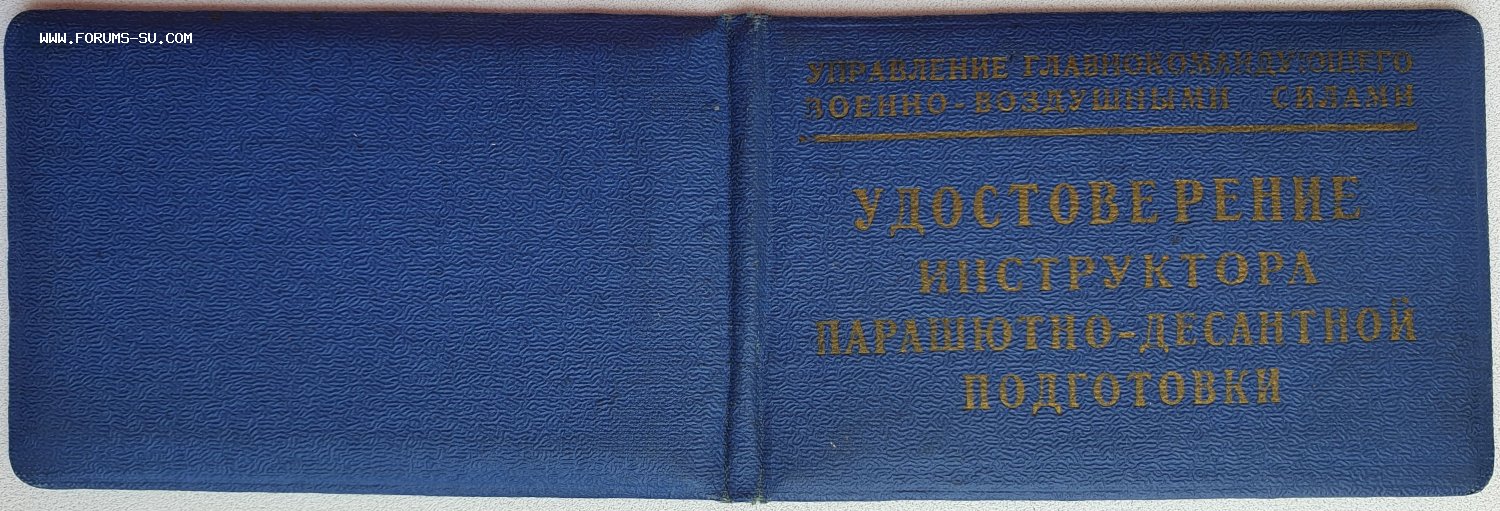 WWW.FORUMS-SU.COM
УПРАВЛЕНИЕ ГЛАВНОКОМАНДУЮЩЕГО
ВОЕННО-ВОЗДУШНЫМИ СИЛАМИ
УДОСТОВЕРЕНИЕ
ИНСТРУКТОРА
ПАРАШЮТНО-ДЕСАНТНОЙ
ПОДГОТОВКИ